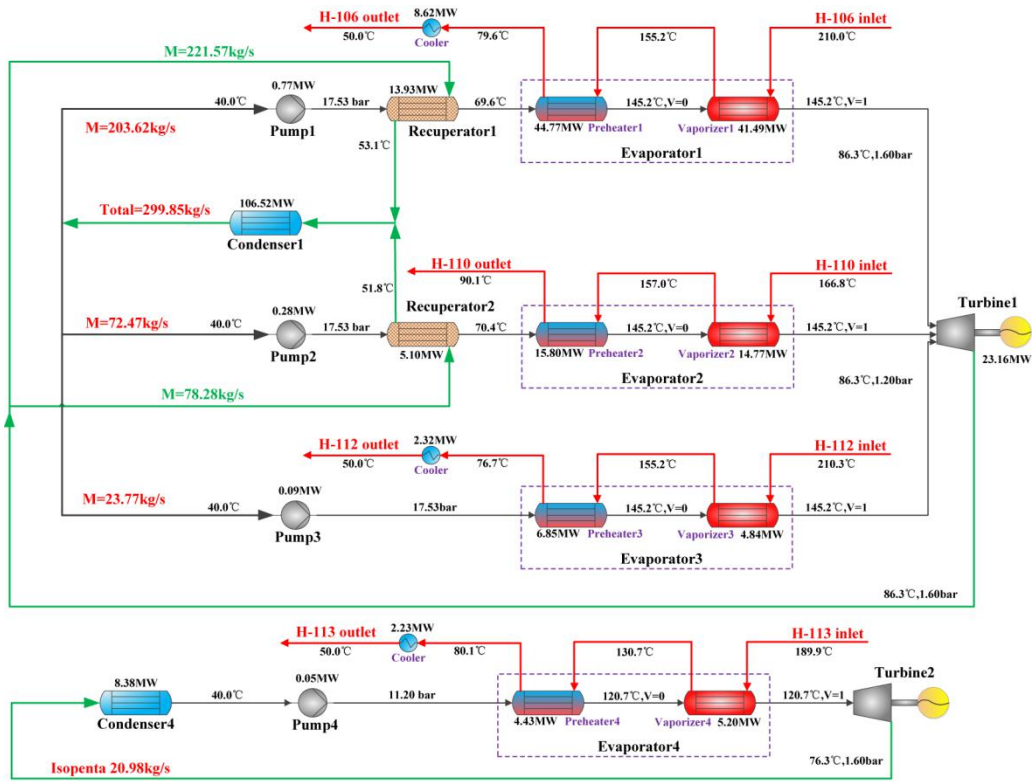 H-106 outlet
8.62MW
H-106 inlet
50.0℃
Cooler
79.6℃
155.2℃
210.0℃
M=221.57kg/s
0.77MW
13.93MW
40.0℃
17.53 bar
69.6℃
145.2℃,V=0
145.2℃,V=1
Pump1
Recuperator1
44.77MW
Preheater1
Vaporizer1
41.49MW
M=203.62kg/s
53.1℃
Evaporator1
86.3℃,1.60bar
Total=299.85kg/s
106.52MW
Condenser1
H-110 outlet
H-110 inlet
90.1℃
157.0℃
166.8℃
51.8℃
Recuperator2
Turbine1
M=72.47kg/s
0.28MW
40.0℃
17.53 bar
70.4℃
145.2℃,V=0
145.2℃,V=1
Pump2
5.10MW
15.80MW
Preheater2
Vaporizer2
14.77MW
23.16MW
Evaporator2
86.3℃,1.20bar
M=78.28kg/s
H-112 outlet
2.32MW
H-112 inlet
50.0℃
Cooler
76.7℃
155.2℃
210.3℃
M=23.77kg/s
0.09MW
40.0℃
17.53bar
145.2℃,V=0
145.2℃,V=1
Pump3
6.85MW
Preheater3
Vaporizer3
4.84MW
Evaporator3
86.3℃,1.60bar
H-113 outlet
2.23MW
H-113 inlet
50.0℃
Cooler
80.1℃
130.7℃
189.9℃
Turbine2
8.38MW
0.05MW
40.0℃
11.20 bar
120.7℃,V=0
120.7℃,V=1
Condenser4
Pump4
4.43MW
Preheater4
Vaporizer4
5.20MW
Evaporator4
Isopenta 20.98kg/s
76.3℃,1.60bar